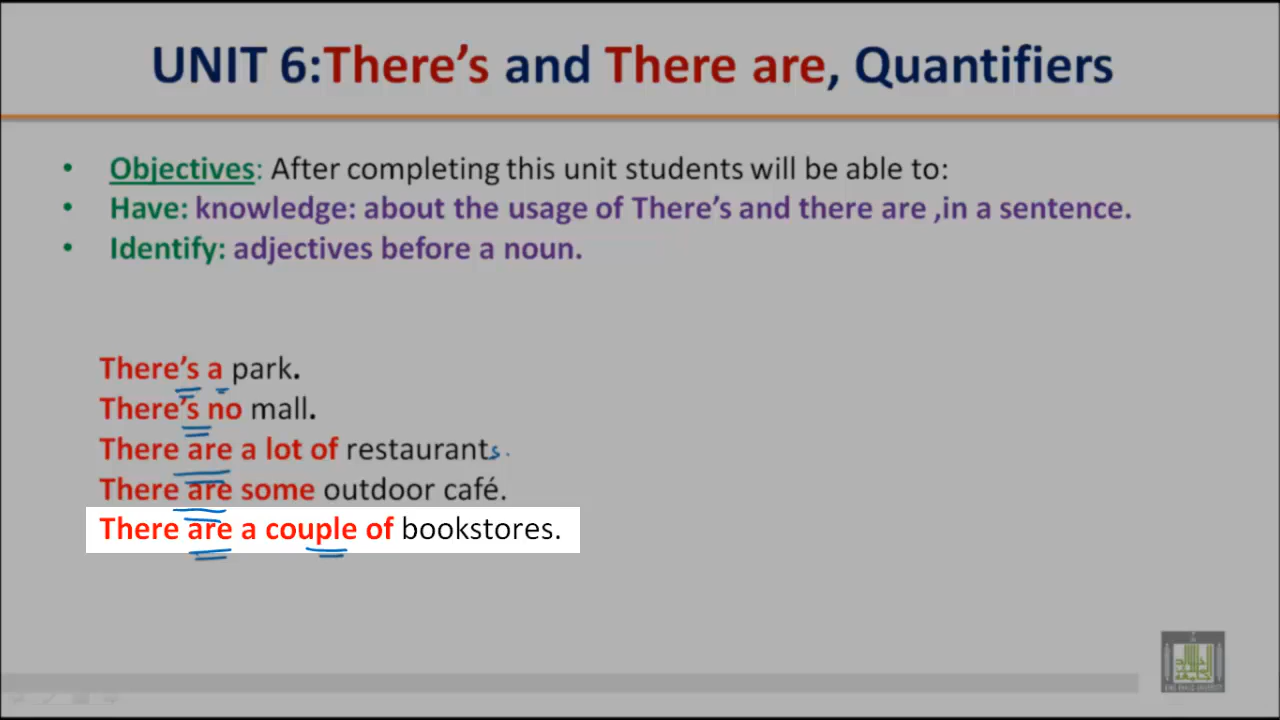 UNIT 6:There's and There are, Quantifiers
• Objectives: After completing this unit students will be able to:
• Have: knowledge: about the usage of There's and there are ,in a sentence.
• Identify: adjectives before a noun.
There's a park.
There's no mall.
There are a lot of restaurants.
There are some outdoor café.
There are a couple of bookstores.